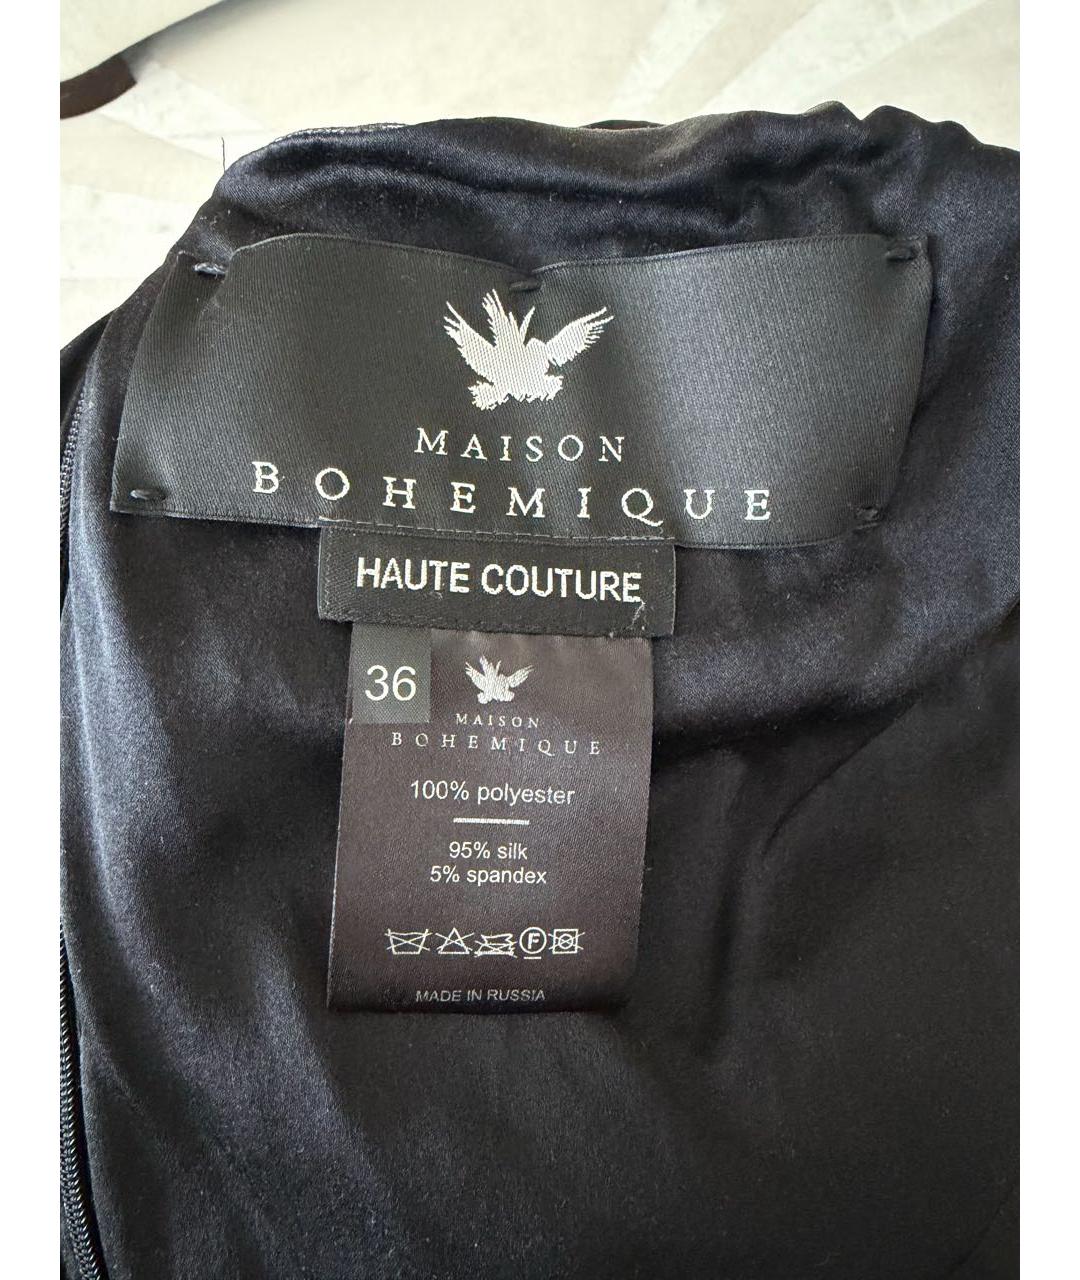 MAISON
BOHEMIQUE
HAUTE COUTURE
36
MAISON
BOHEMIQUE
100% polyester
95% silk
5% spandex
F
MADE IN RUSSIA